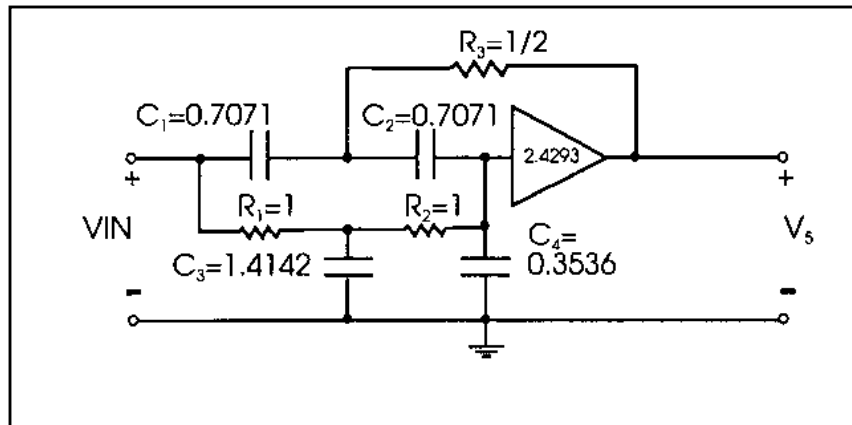 R₃=1/2
C₁=0.7071
C₂=0.7071
2.4293
+
+
R₁=1
R₂=1
VIN
C₄=
0.3536
V₅
C₃=1.4142
-
-